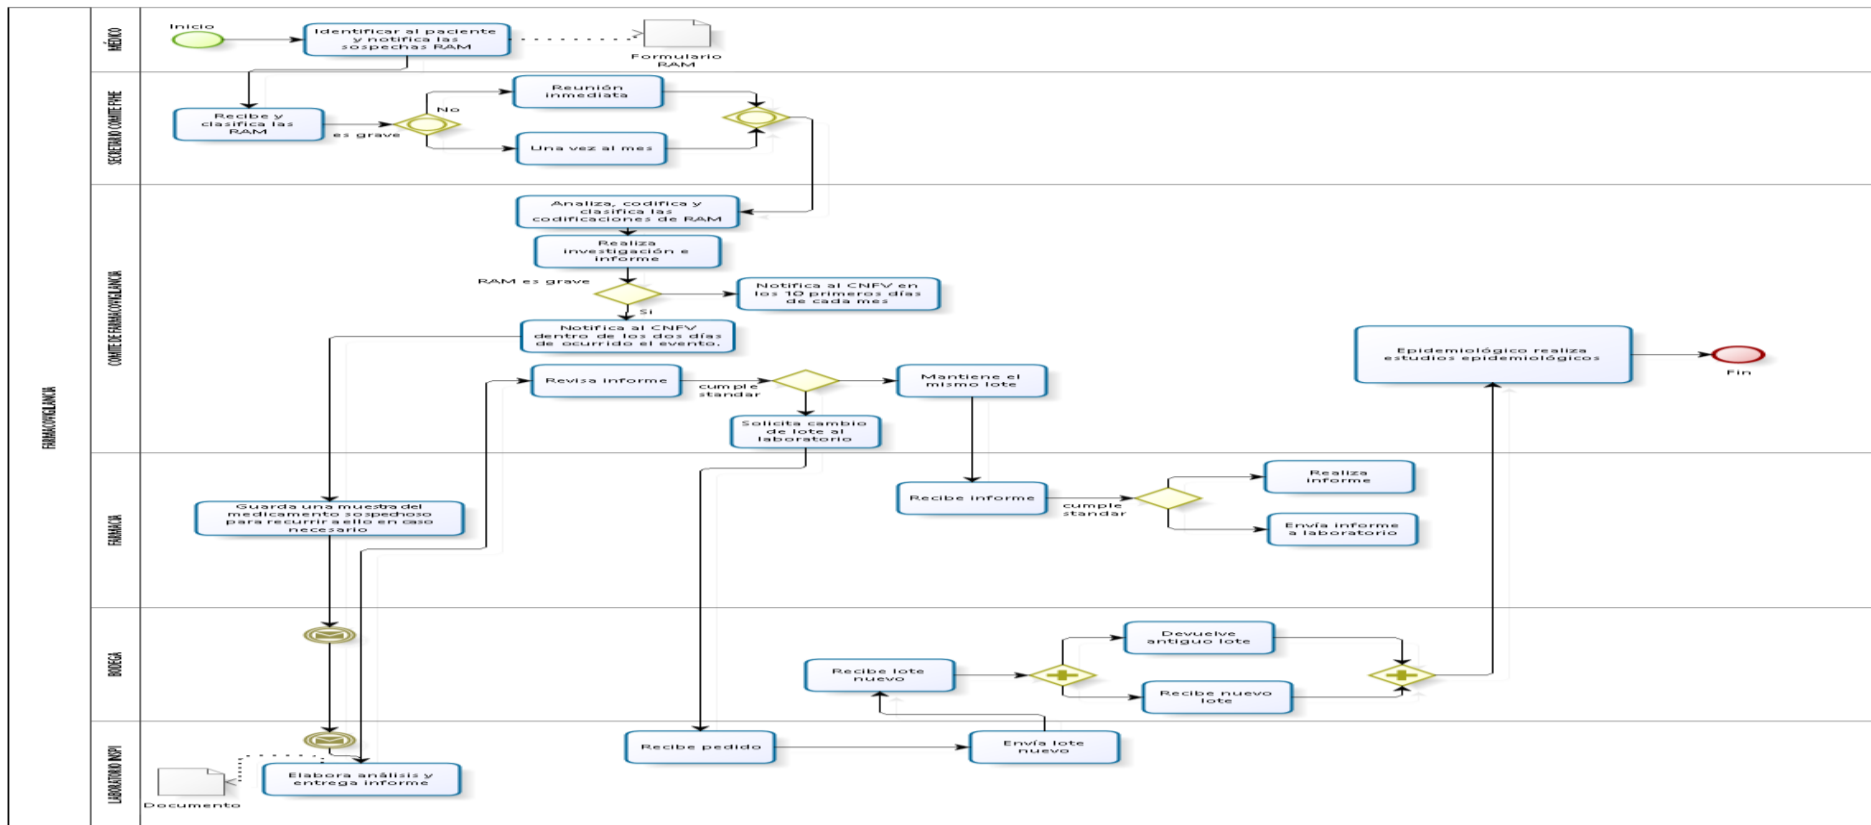 FARMACOVIGILANCIA
MÉDICO
Inicio
Identificar al paciente
y notifica las
sospechas RAM
Formulario
RAM
SECRETARIO COMITE FVHE
Recibe y
clasifica las
RAM
es grave
No
Reunión
inmediata
Una vez al mes
COMITE DE FARMACOVIGILANCIA
Analiza, codifica y
clasifica las
codificaciones de RAM
Realiza
investigación e
informe
RAM es grave
Notifica al CNFV en
los 10 primeros días
de cada mes
Si
Notifica al CNFV
dentro de los dos días
de ocurrido el evento.
Revisa informe
cumple
standar
Mantiene el
mismo lote
Solicita cambio
de lote al
laboratorio
Epidemiológico realiza
estudios epidemiológicos
Fin
FARMACIA
Guarda una muestra del
medicamento sospechoso
para recurrir a ello en caso
necesario
Recibe informe
cumple
standar
Realiza
informe
Envía informe
a laboratorio
BODEGA
Recibe lote
nuevo
Devuelve
antiguo lote
Recibe nuevo
lote
LABORATORIO INSPI
Documento
Elabora análisis y
entrega informe
Recibe pedido
Envía lote
nuevo